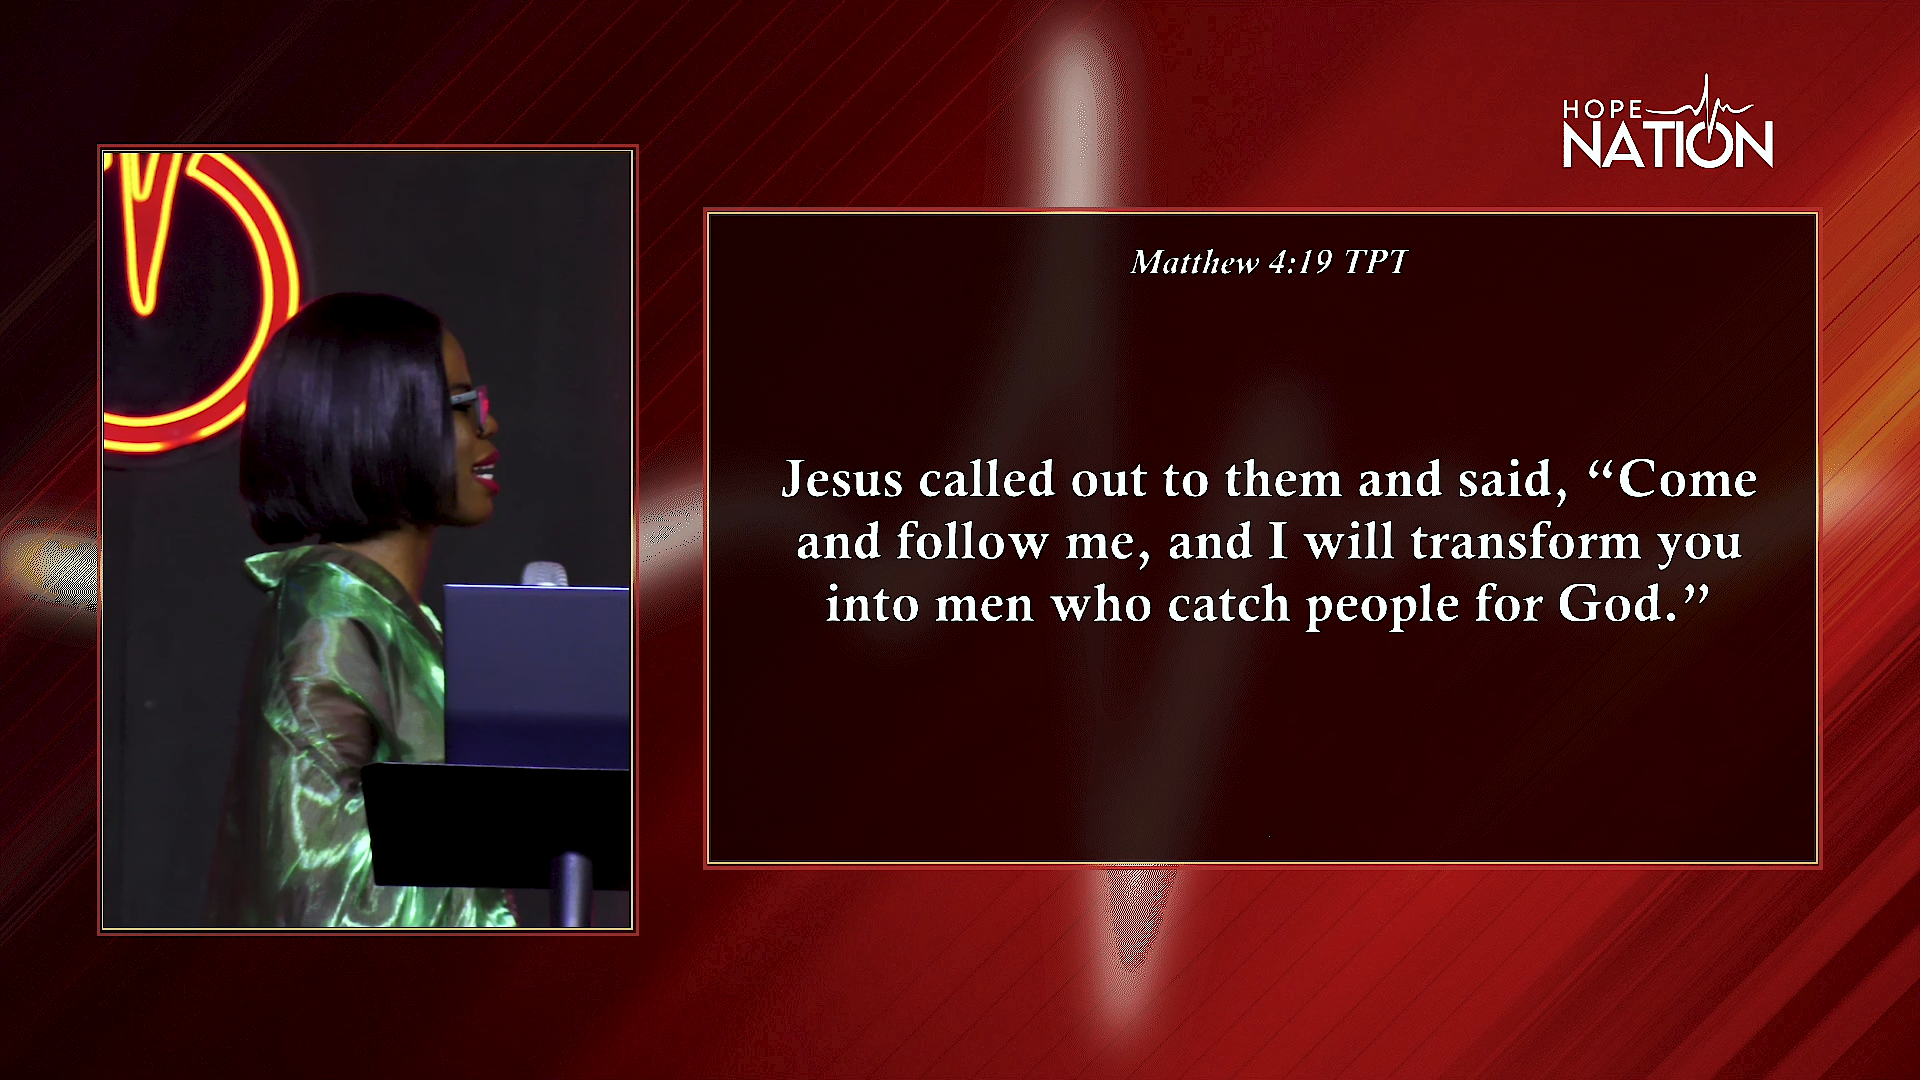 HOPE
NATION
Matthew 4:19 TPT
Jesus called out to them and said, “Come
and follow me, and I will transform you
into men who catch people for God.”